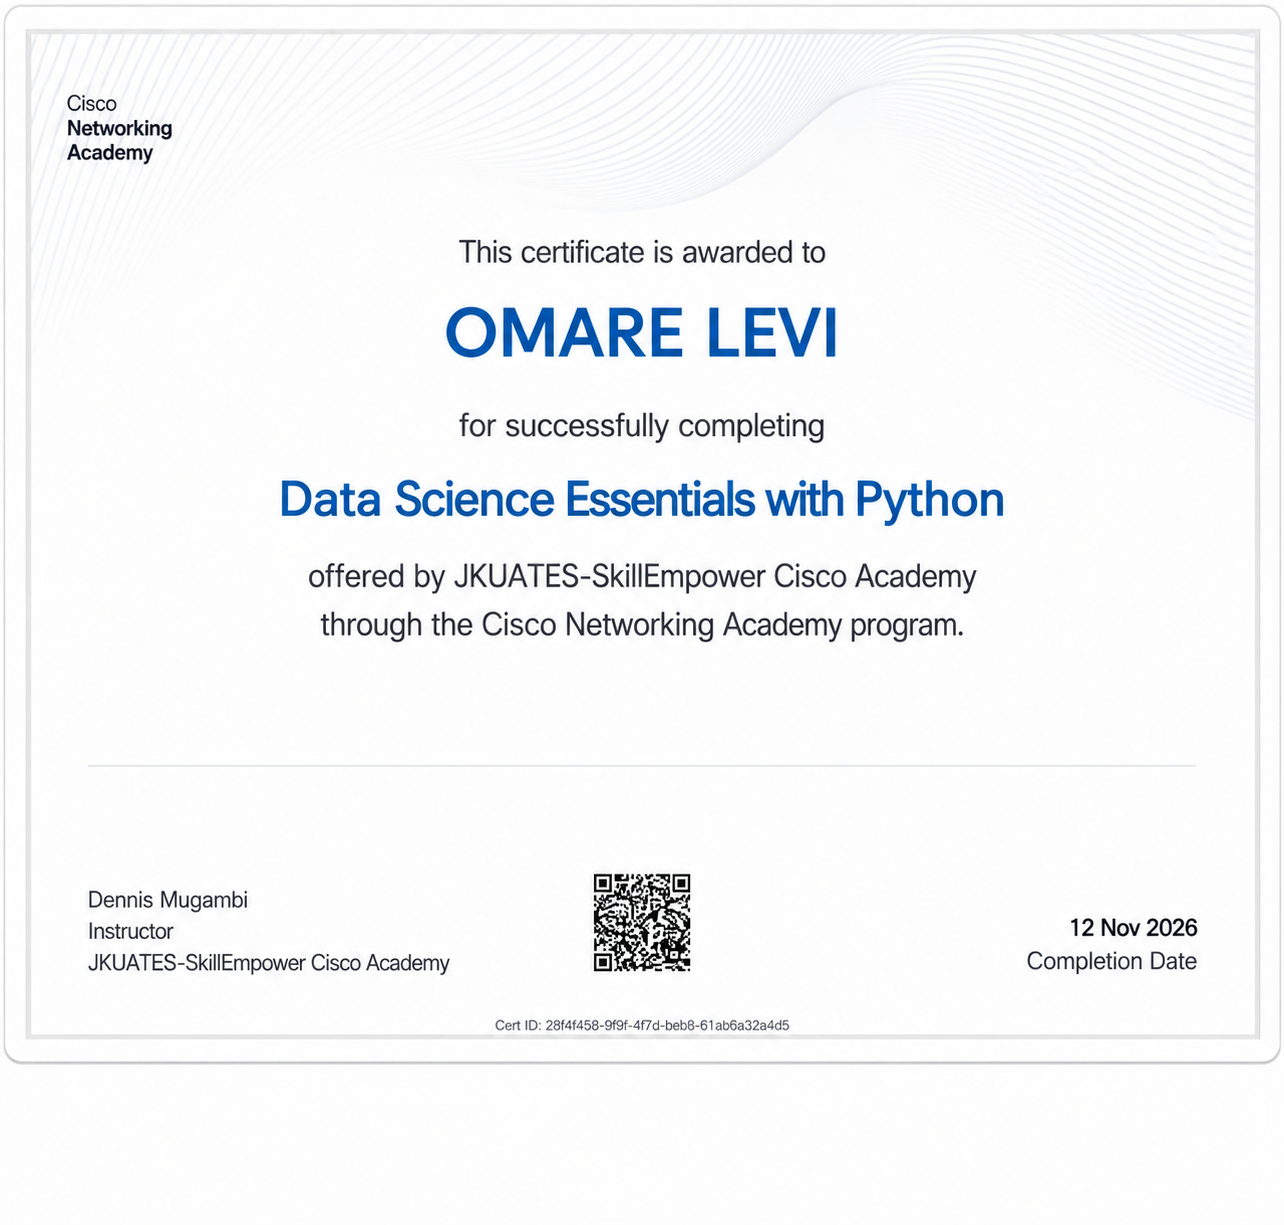 Cisco
Networking
Academy
This certificate is awarded to
OMARE LEVI
for successfully completing
Data Science Essentials with Python
offered by JKUATES-SkillEmpower Cisco Academy
through the Cisco Networking Academy program.
Dennis Mugambi
Instructor
JKUATES-SkillEmpower Cisco Academy
12 Nov 2026
Completion Date
Cert ID: 28f4f458-9f9f-4f7d-beb8-61ab6a32a4d5